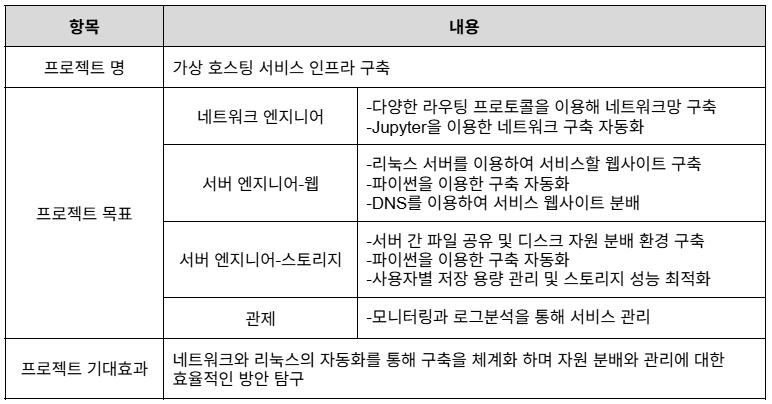 항목
내용
프로젝트 명
가상 호스팅 서비스 인프라 구축
프로젝트 목표
네트워크 엔지니어
-다양한 라우팅 프로토콜을 이용해 네트워크망 구축
-Jupyter을 이용한 네트워크 구축 자동화
서버 엔지니어-웹
-리눅스 서버를 이용하여 서비스할 웹사이트 구축
-파이썬을 이용한 구축 자동화
-DNS를 이용하여 서비스 웹사이트 분배
서버 엔지니어-스토리지
-서버 간 파일 공유 및 디스크 자원 분배 환경 구축
-파이썬을 이용한 구축 자동화
-사용자별 저장 용량 관리 및 스토리지 성능 최적화
관제
-모니터링과 로그분석을 통해 서비스 관리
프로젝트 기대효과
네트워크와 리눅스의 자동화를 통해 구축을 체계화 하며 자원 분배와 관리에 대한
효율적인 방안 탐구